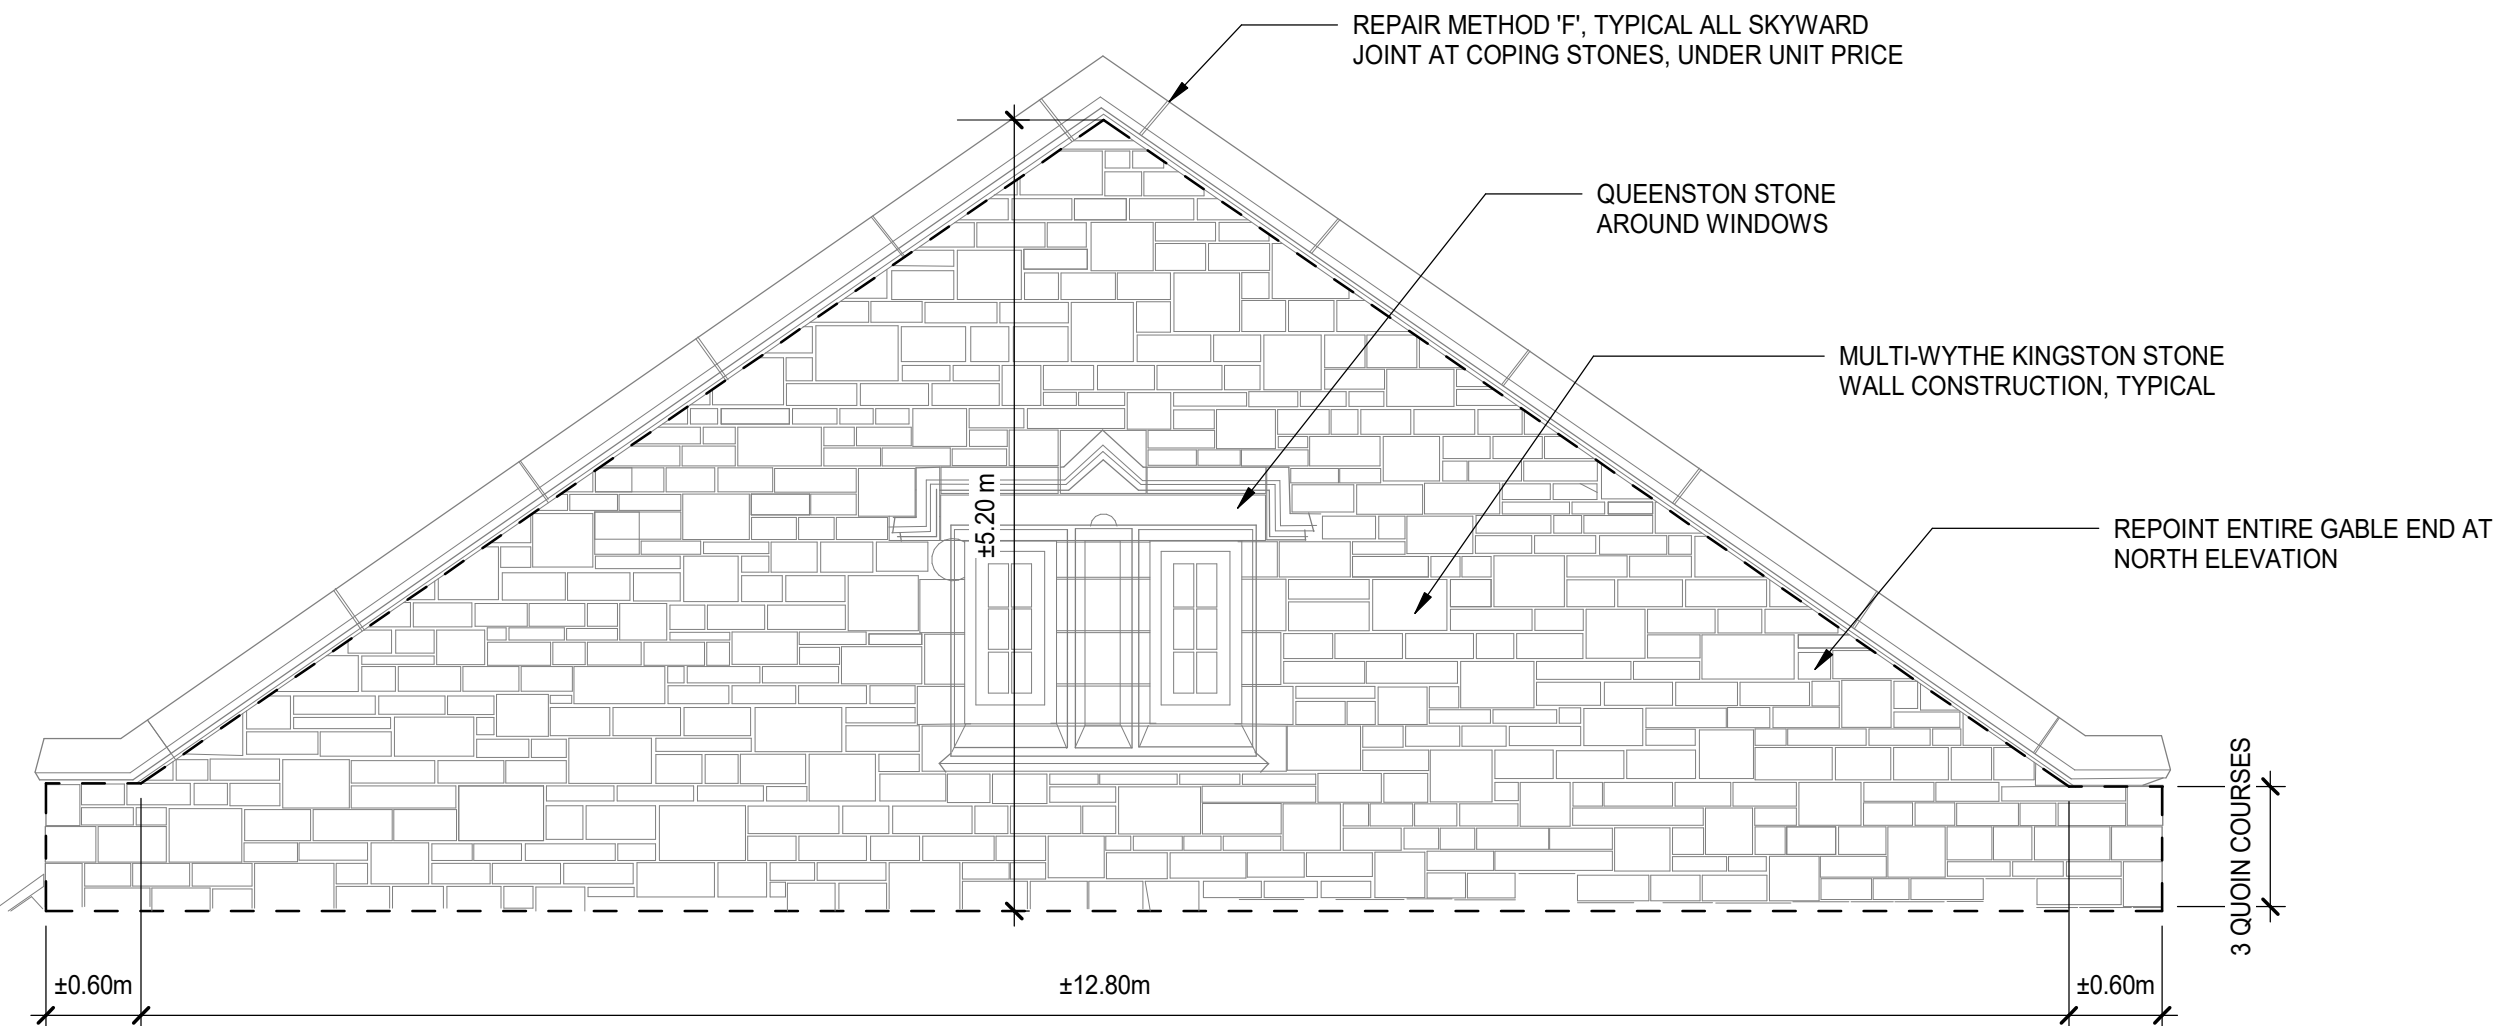 REPAIR METHOD 'F', TYPICAL ALL SKYWARD
JOINT AT COPING STONES, UNDER UNIT PRICE
QUEENSTON STONE
AROUND WINDOWS
MULTI-WYTHE KINGSTON STONE
WALL CONSTRUCTION, TYPICAL
±5.20 m
REPOINT ENTIRE GABLE END AT
NORTH ELEVATION
3 QUOIN COURSES
±0.60m
±12.80m
±0.60m